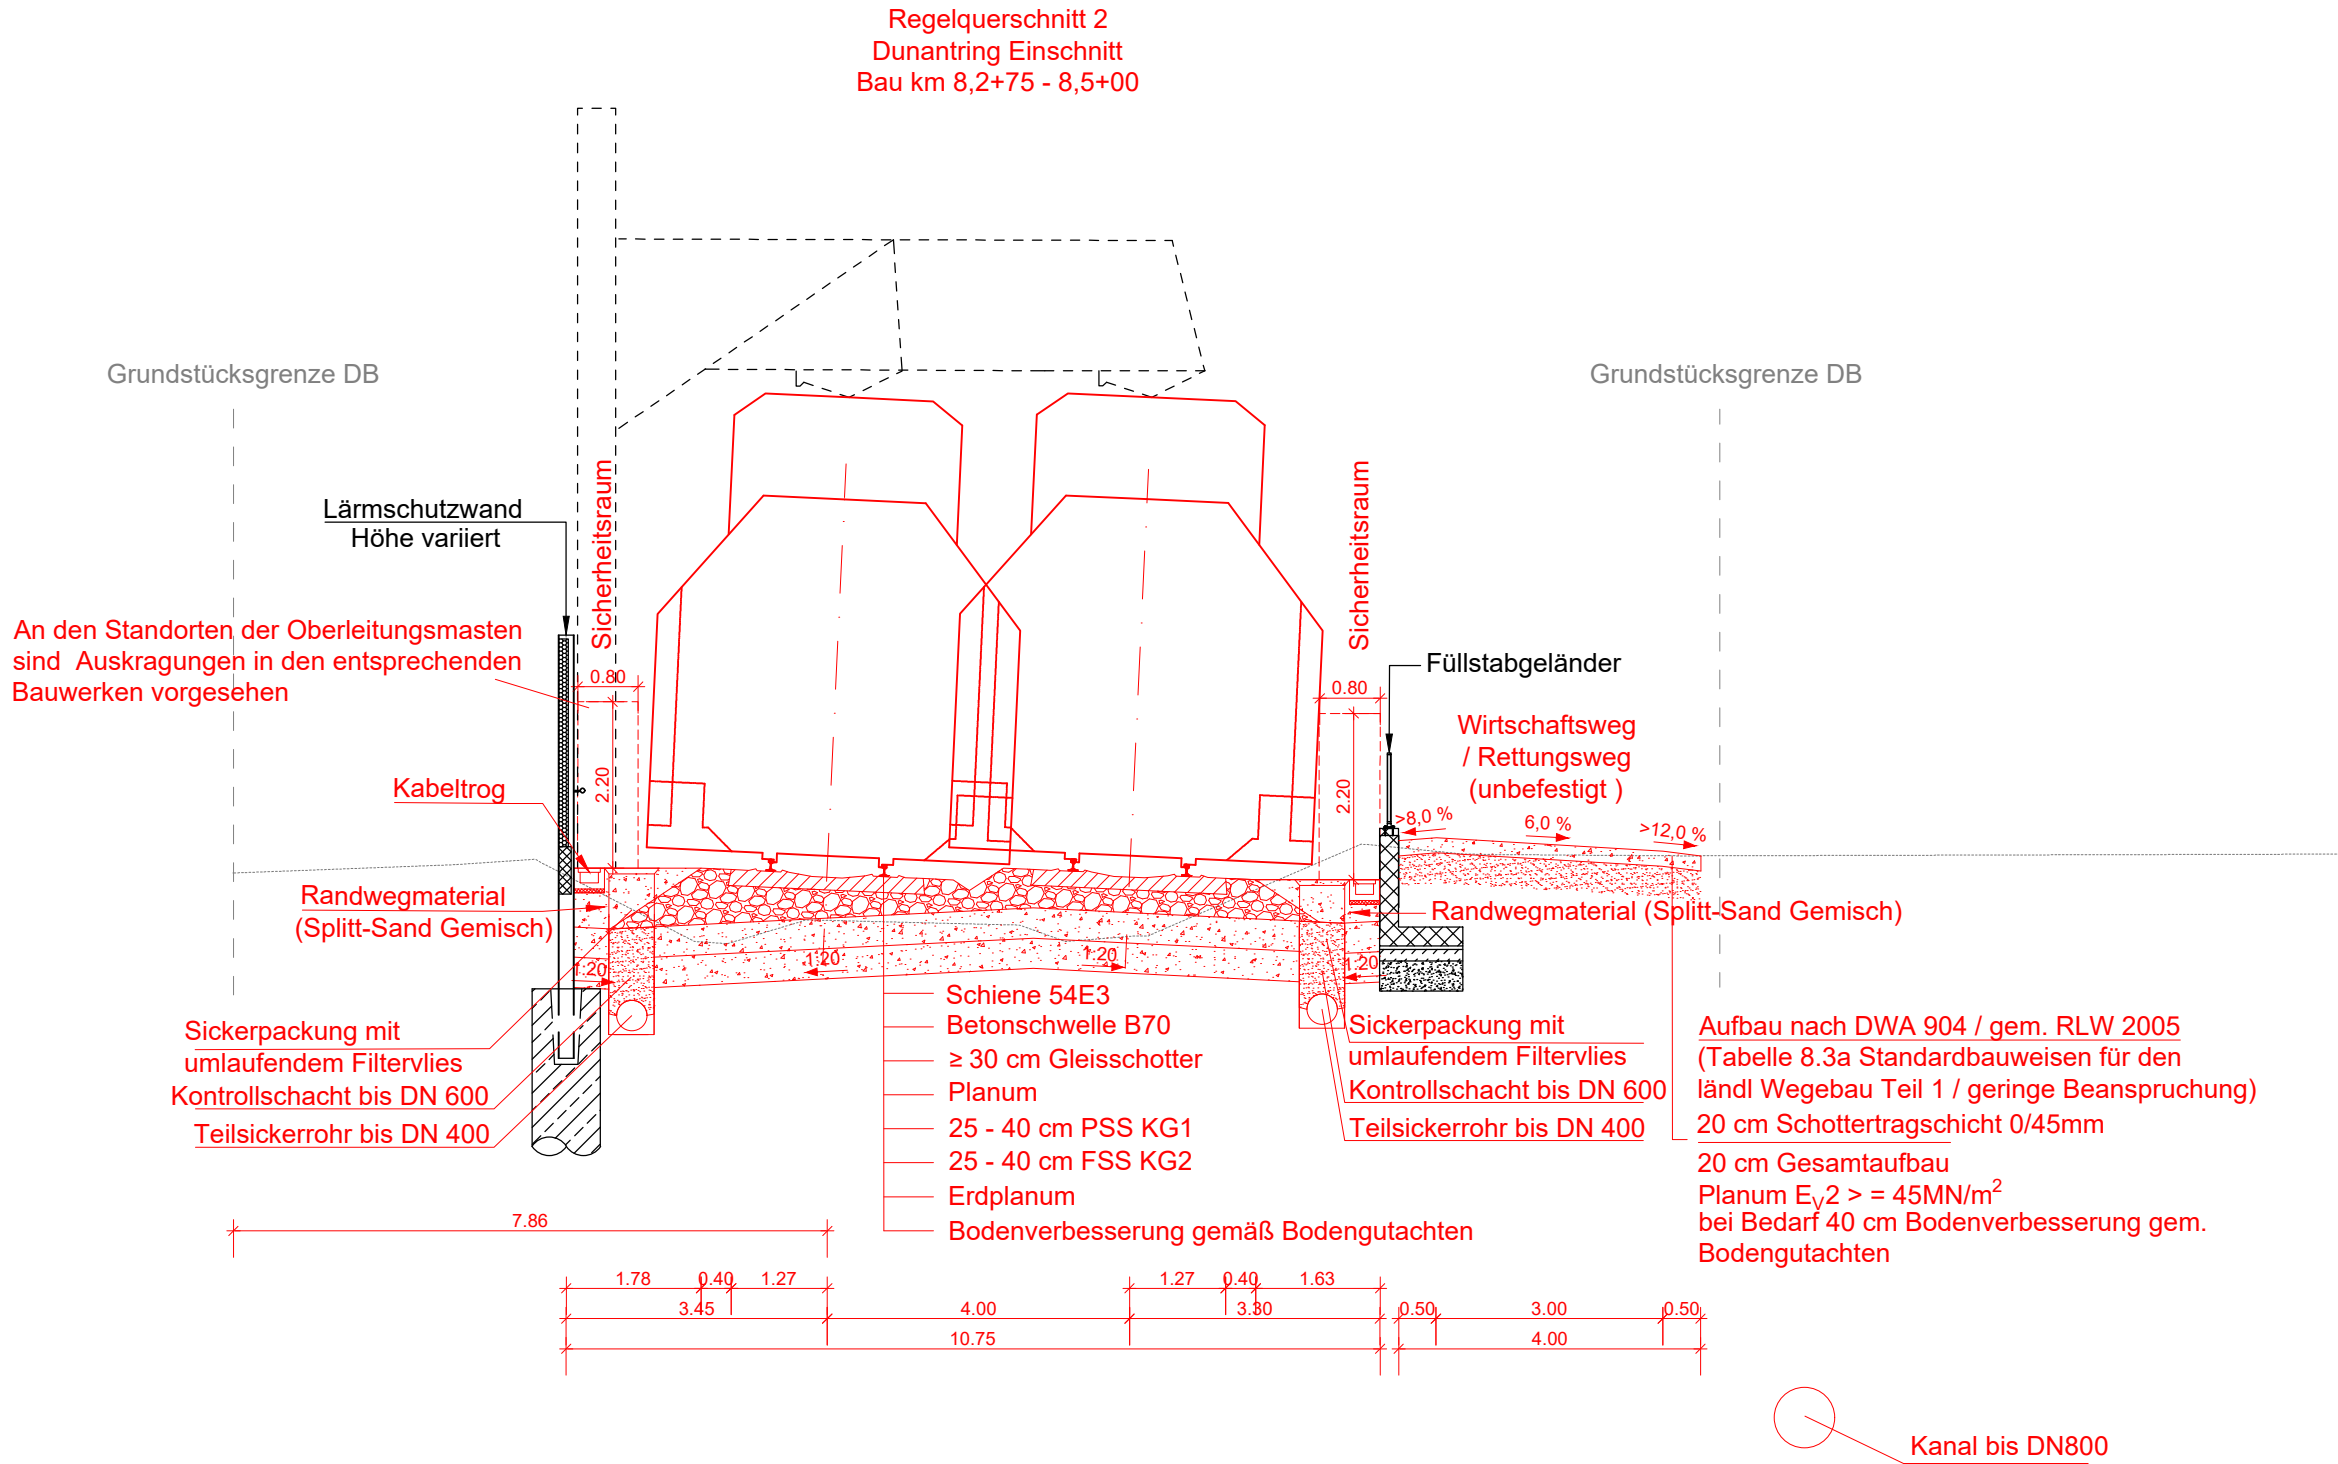 Regelquerschnitt 2
Dunantring Einschnitt
Bau km 8,2+75 - 8,5+00
Grundstücksgrenze DB
Grundstücksgrenze DB
Lärmschutzwand
Höhe variiert
Sicherheitsraum
Sicherheitsraum
An den Standorten der Oberleitungsmasten
sind Auskragungen in den entsprechenden
Bauwerken vorgesehen
0.80
0.80
2.20
2.20
Füllstabgeländer
Wirtschaftsweg
/ Rettungsweg
(unbefestigt )
>8,0 %
6,0 %
>12,0 %
Kabeltrog
Randwegmaterial
(Splitt-Sand Gemisch)
Randwegmaterial (Splitt-Sand Gemisch)
1.20
1.20
1.20
1.20
Sickerpackung mit
umlaufendem Filtervlies
Kontrollschacht bis DN 600
Teilsickerrohr bis DN 400
Schiene 54E3
Betonschwelle B70
≥ 30 cm Gleisschotter
Planum
25 - 40 cm PSS KG1
25 - 40 cm FSS KG2
Erdplanum
Bodenverbesserung gemäß Bodengutachten
Sickerpackung mit
umlaufendem Filtervlies
Kontrollschacht bis DN 600
Teilsickerrohr bis DN 400
Aufbau nach DWA 904 / gem. RLW 2005
(Tabelle 8.3a Standardbauweisen für den
ländl Wegebau Teil 1 / geringe Beanspruchung)
20 cm Schottertragschicht 0/45mm
20 cm Gesamtaufbau
Planum EV2 > = 45MN/m²
bei Bedarf 40 cm Bodenverbesserung gem.
Bodengutachten
7.86
1.78 0.40 1.27 1.27 0.40 1.63
3.45 4.00 3.30 0.50 3.00 0.50
10.75 4.00
Kanal bis DN800